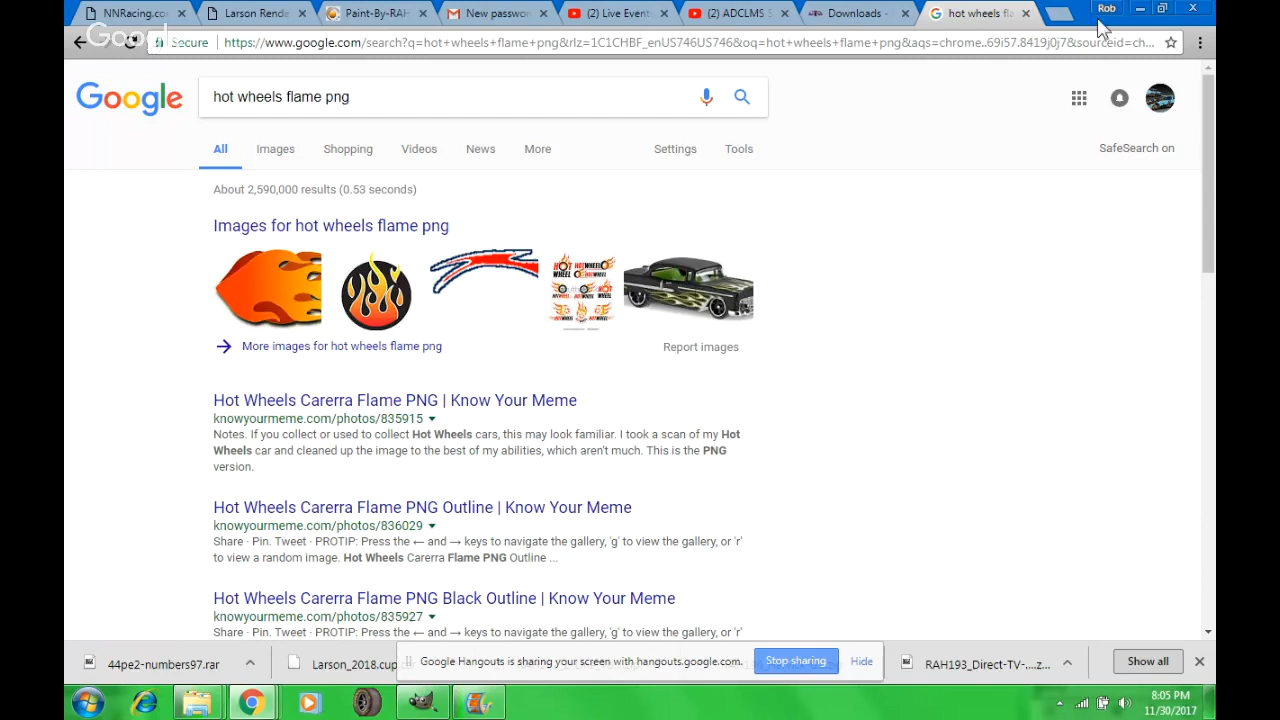 NNRacing.co
Larson Rende
Paint-By-RAH
New passwor
(2) Live Event
(2) ADCLMS S
Downloads -
hot wheels fla
Rob
Secure
https://www.google.com/search?q=hot+wheels+flame+png&rlz=1C1CHBF_enUS746US746&oq=hot+wheels+flame+png&aqs=chrome..69i57.8419j0j7&sourceid=ch...
Google
hot wheels flame png
All
Images
Shopping
Videos
News
More
Settings
Tools
SafeSearch on
About 2,590,000 results (0.53 seconds)
Images for hot wheels flame png
More images for hot wheels flame png
Report images
Hot Wheels Carerra Flame PNG | Know Your Meme
knowyourmeme.com/photos/835915
Notes. If you collect or used to collect Hot Wheels cars, this may look familiar. I took a scan of my Hot
Wheels car and cleaned up the image to the best of my abilities, which aren't much. This is the PNG
version.
Hot Wheels Carerra Flame PNG Outline | Know Your Meme
knowyourmeme.com/photos/836029
Share · Pin. Tweet · PROTIP: Press the ← and → keys to navigate the gallery, 'g' to view the gallery, or 'r'
to view a random image. Hot Wheels Carerra Flame PNG Outline ...
Hot Wheels Carerra Flame PNG Black Outline | Know Your Meme
knowyourmeme.com/photos/835927
Share · Pin. Tweet · PROTIP: Press the ← and → keys to navigate the gallery, 'g' to view the gallery, or 'r'
44pe2-numbers97.rar
Larson_2018.cup
Google Hangouts is sharing your screen with hangouts.google.com.
Stop sharing
Hide
RAH193_Direct-TV-....z...
Show all
8:05 PM
11/30/2017